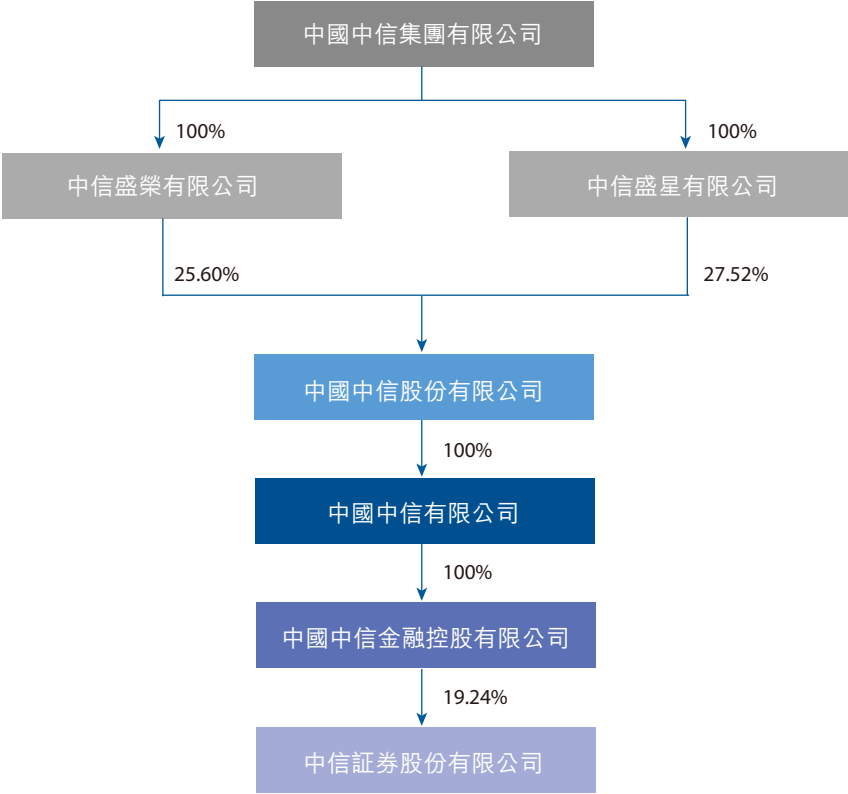 中國中信集團有限公司
100%
100%
中信盛榮有限公司
中信盛星有限公司
25.60%
27.52%
中國中信股份有限公司
100%
中國中信有限公司
100%
中國中信金融控股有限公司
19.24%
中信証券股份有限公司